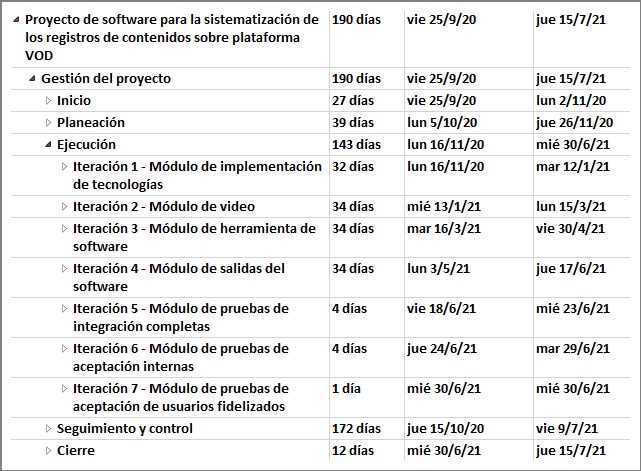 Proyecto de software para la sistematización de 190 días vie 25/9/20 jue 15/7/21
los registros de contenidos sobre plataforma
VOD
Gestión del proyecto 190 días vie 25/9/20 jue 15/7/21
Inicio 27 días vie 25/9/20 lun 2/11/20
Planeación 39 días lun 5/10/20 jue 26/11/20
Ejecución 143 días lun 16/11/20 mié 30/6/21
Iteración 1 - Módulo de implementación 32 días lun 16/11/20 mar 12/1/21
de tecnologías
Iteración 2 - Módulo de video 34 días mié 13/1/21 lun 15/3/21
Iteración 3 - Módulo de herramienta de 34 días mar 16/3/21 vie 30/4/21
software
Iteración 4 - Módulo de salidas del 34 días lun 3/5/21 jue 17/6/21
software
Iteración 5 - Módulo de pruebas de 4 días vie 18/6/21 mié 23/6/21
integración completas
Iteración 6 - Módulo de pruebas de 4 días jue 24/6/21 mar 29/6/21
aceptación internas
Iteración 7 - Módulo de pruebas de 1 día mié 30/6/21 mié 30/6/21
aceptación de usuarios fidelizados
Seguimiento y control 172 días jue 15/10/20 vie 9/7/21
Cierre 12 días mié 30/6/21 jue 15/7/21